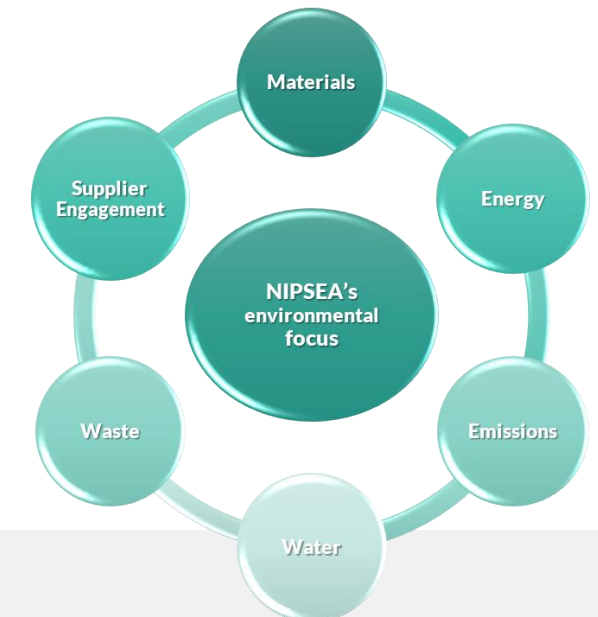 Materials
Energy
Emissions
Water
Waste
Supplier
Engagement
NIPSEA’s
environmental
focus